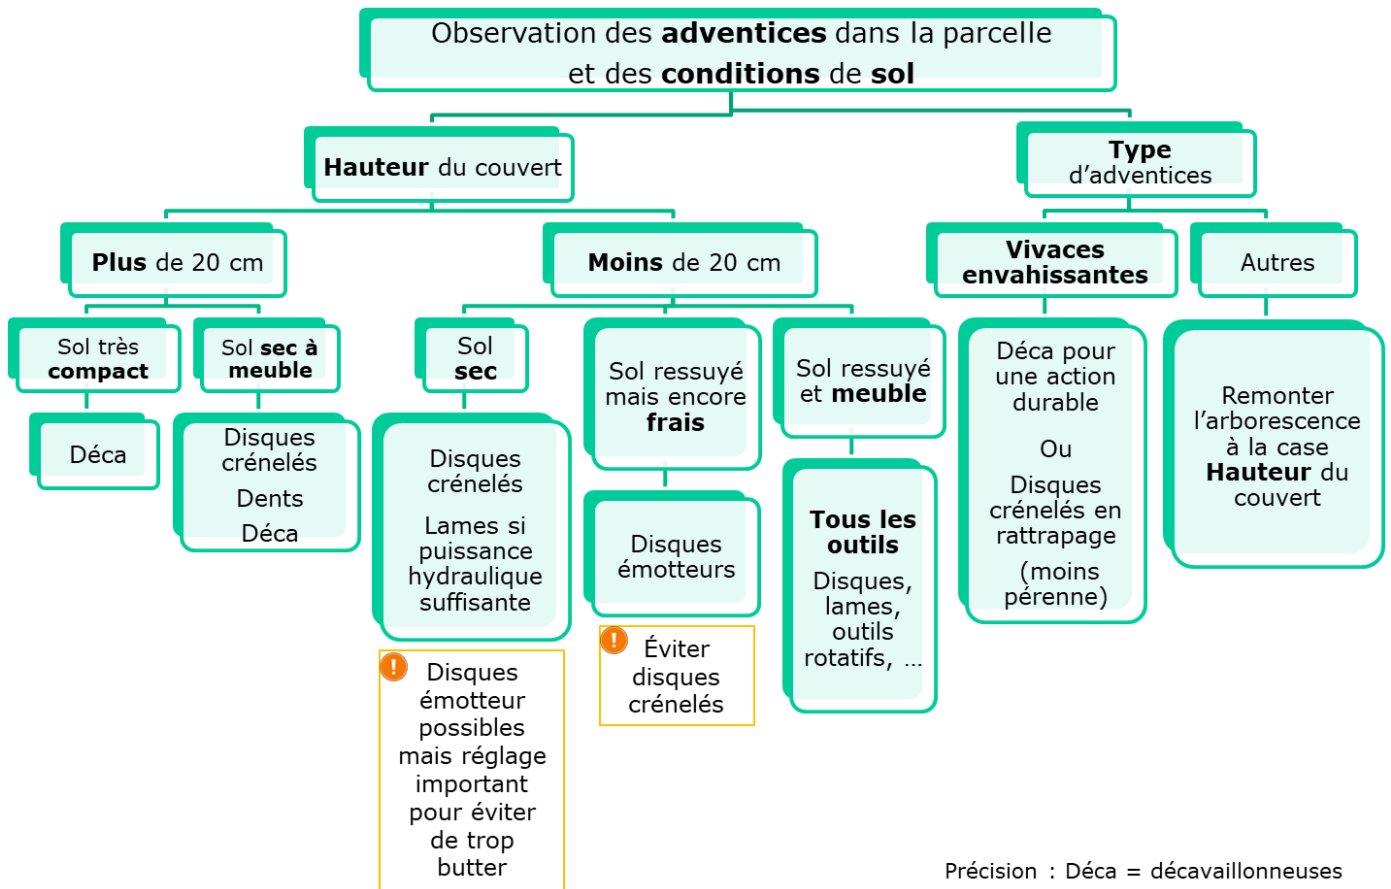 Observation des adventices dans la parcelle
et des conditions de sol
Hauteur du couvert
Type
d’adventices
Plus de 20 cm
Moins de 20 cm
Vivaces
envahissantes
Autres
Sol très
compact
Sol sec à
meuble
Sol
sec
Sol ressuyé
mais encore
frais
Sol ressuyé
et meuble
Déca pour
une action
durable
Ou
Disques
crénelés en
rattrapage
(moins
pérenne)
Remonter
l’arborescence
à la case
Hauteur du
couvert
Déca
Disques
crénelés
Dents
Déca
Disques
crénelés
Lames si
puissance
hydraulique
suffisante
Disques
émotteurs
Tous les
outils
Disques,
lames,
outils
rotatifs, …
!
Disques
émotteur
possibles
mais réglage
important
pour éviter
de trop
butter
!
Éviter
disques
crénelés
Précision : Déca = décavaillonneuses